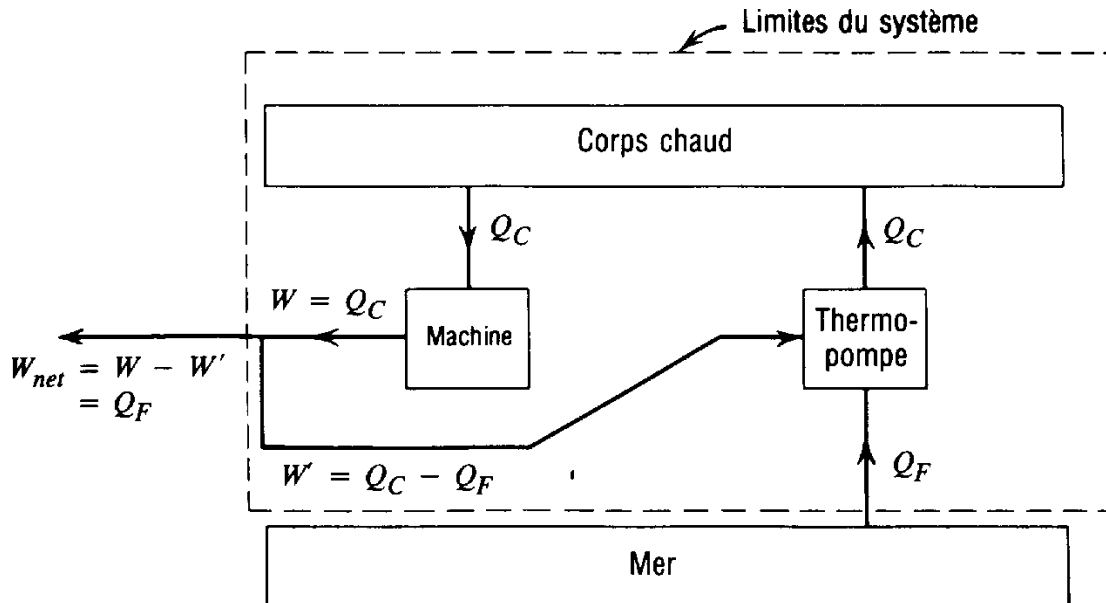 Limites du système
Corps chaud
Q_C
Q_C
W = Q_C
Machine
Thermo-
pompe
W_net = W − W'
= Q_F
W' = Q_C − Q_F
Q_F
Mer